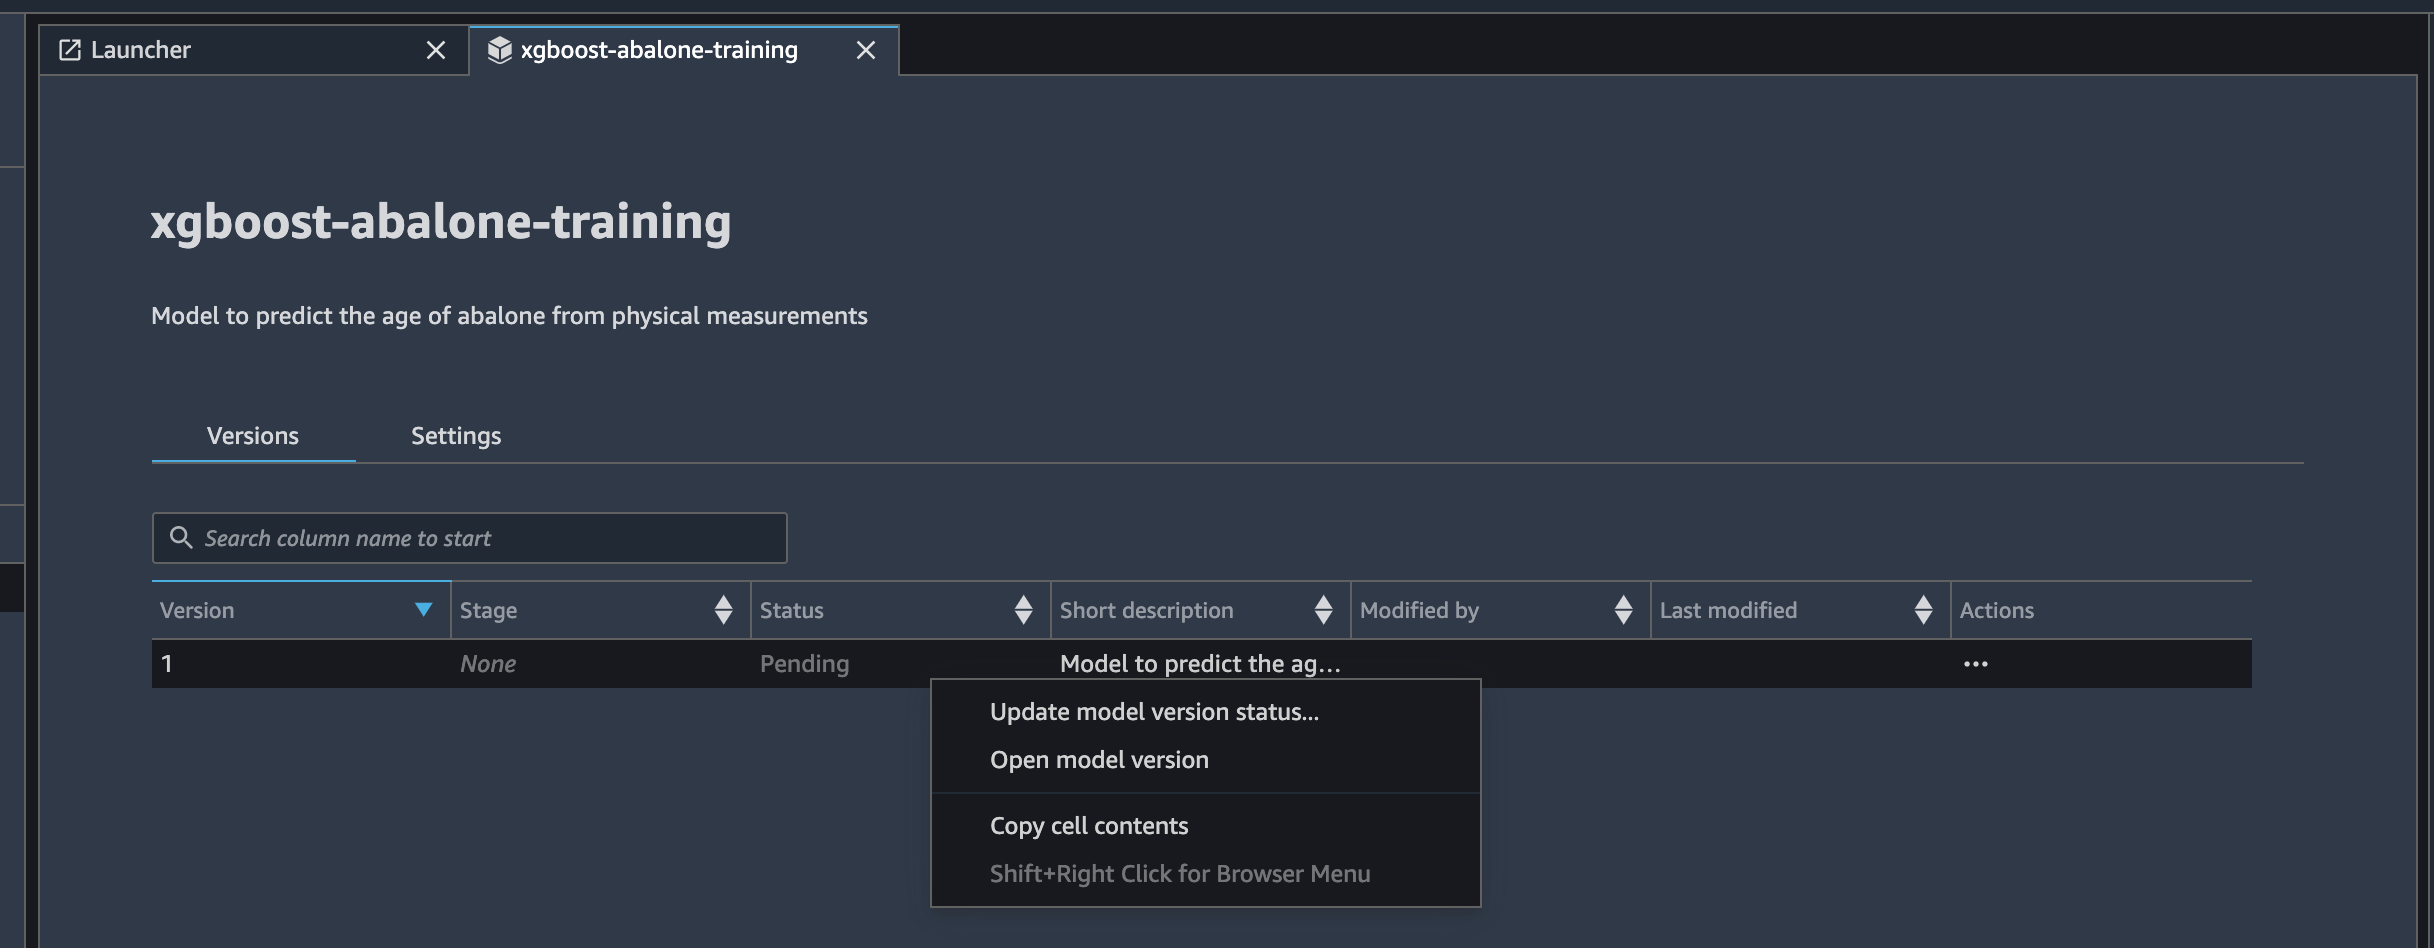 Launcher
xgboost-abalone-training
xgboost-abalone-training
Model to predict the age of abalone from physical measurements
Versions Settings
Search column name to start
Version Stage Status Short description Modified by Last modified Actions
1 None Pending Model to predict the ag... ...
Update model version status...
Open model version
Copy cell contents
Shift+Right Click for Browser Menu